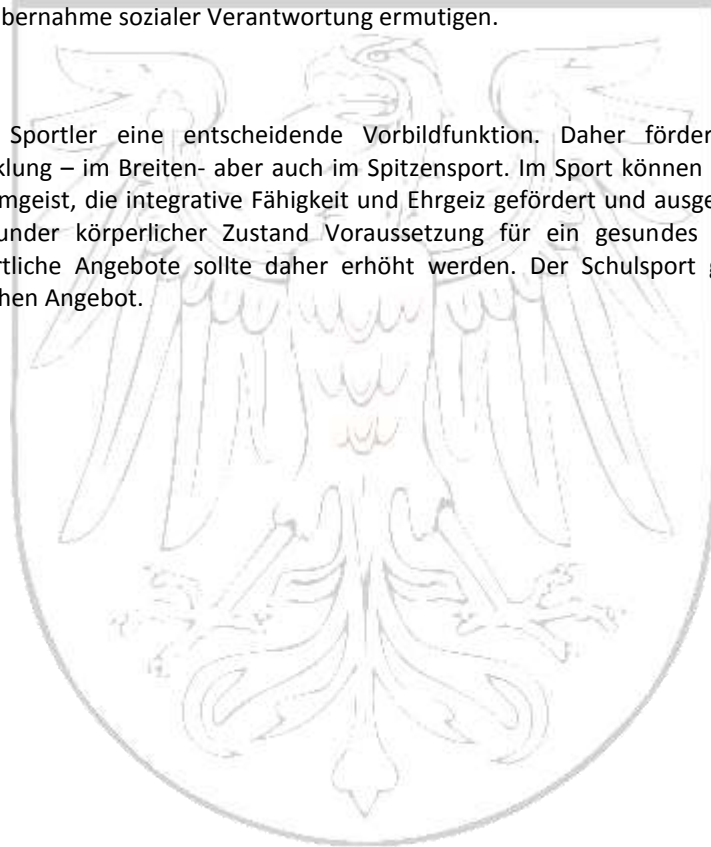 bernahme sozialer Verantwortung ermutigen.
Sportler eine entscheidende Vorbildfunktion. Daher förder
klung – im Breiten- aber auch im Spitzensport. Im Sport können
mgeist, die integrative Fähigkeit und Ehrgeiz gefördert und ausge
under körperlicher Zustand Voraussetzung für ein gesundes
rtliche Angebote sollte daher erhöht werden. Der Schulsport g
chen Angebot.